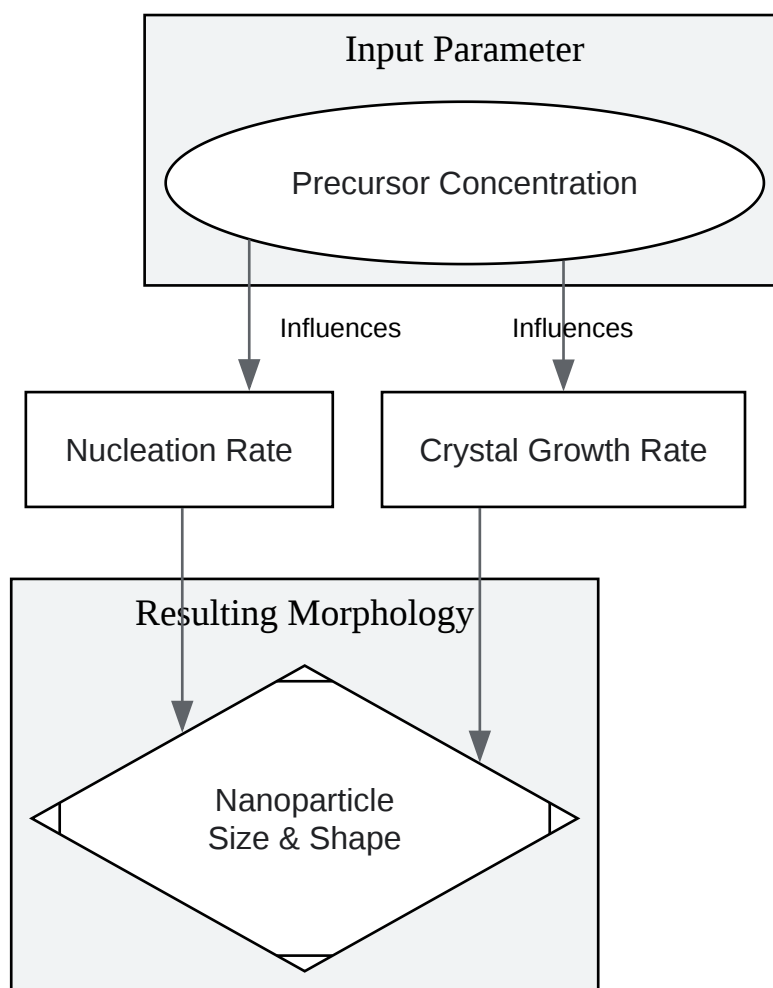 Input Parameter
Precursor Concentration
Influences
Influences
Nucleation Rate
Crystal Growth Rate
Resulting Morphology
Nanoparticle
Size & Shape